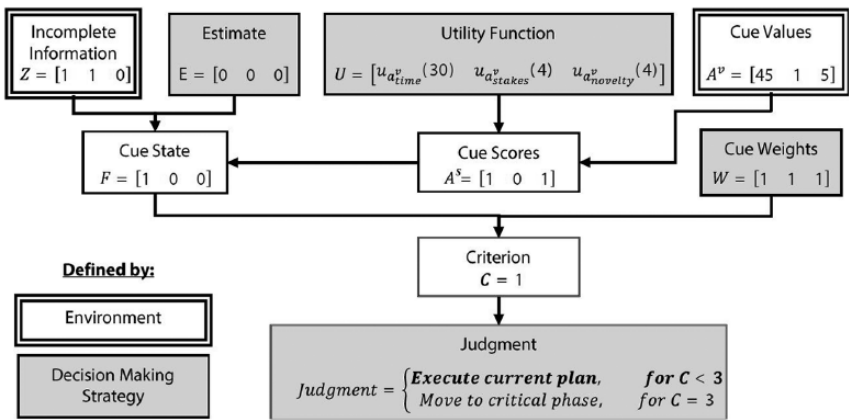 Incomplete
Information
Z = [1 1 0]
Estimate
E = [0 0 0]
Utility Function
U = [u_{a^v_{time}}(30) u_{a^v_{stakes}}(4) u_{a^v_{novelty}}(4)]
Cue Values
A^v = [45 1 5]
Cue State
F = [1 0 0]
Cue Scores
A^s= [1 0 1]
Cue Weights
W = [1 1 1]
Criterion
C = 1
Defined by:
Environment
Decision Making
Strategy
Judgment
Judgment = {Execute current plan, for C < 3
Move to critical phase, for C = 3